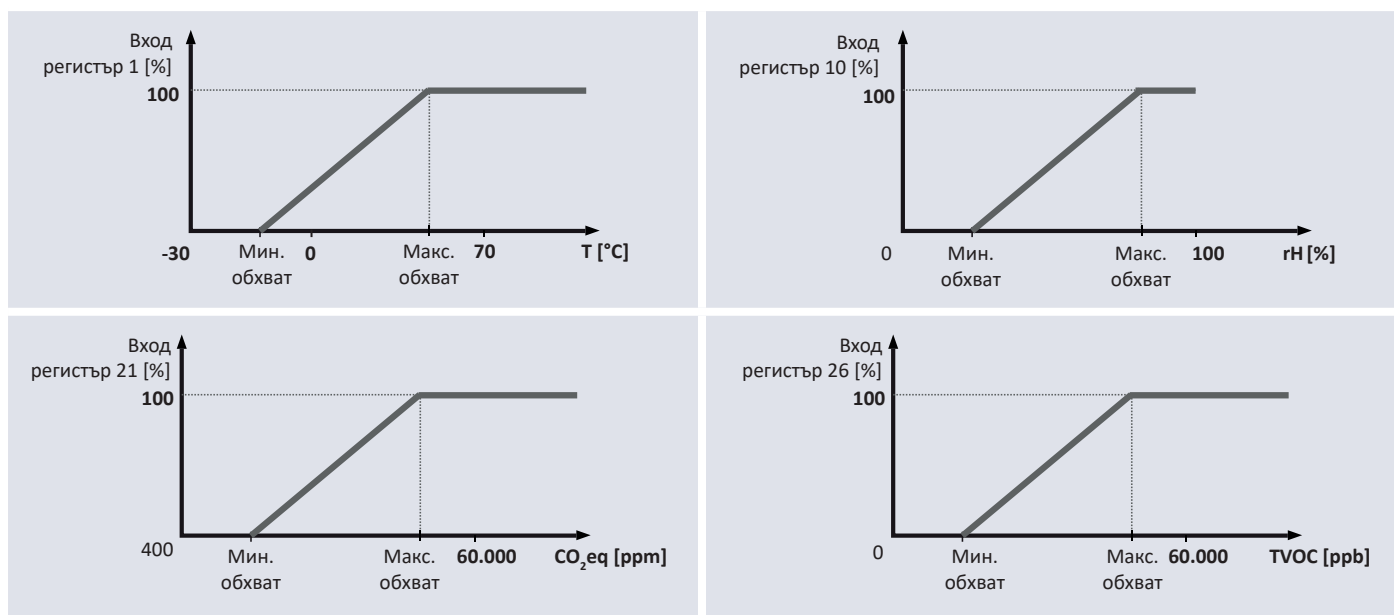 Вход
регистър 1 [%]
100
-30
Мин.
обхват
0
Макс.
обхват
70
T [°C]
Вход
регистър 10 [%]
100
0
Мин.
обхват
Макс.
обхват
100
rH [%]
Вход
регистър 21 [%]
100
400
Мин.
обхват
Макс.
обхват
60.000
CO₂eq [ppm]
Вход
регистър 26 [%]
100
0
Мин.
обхват
Макс.
обхват
60.000
TVOC [ppb]